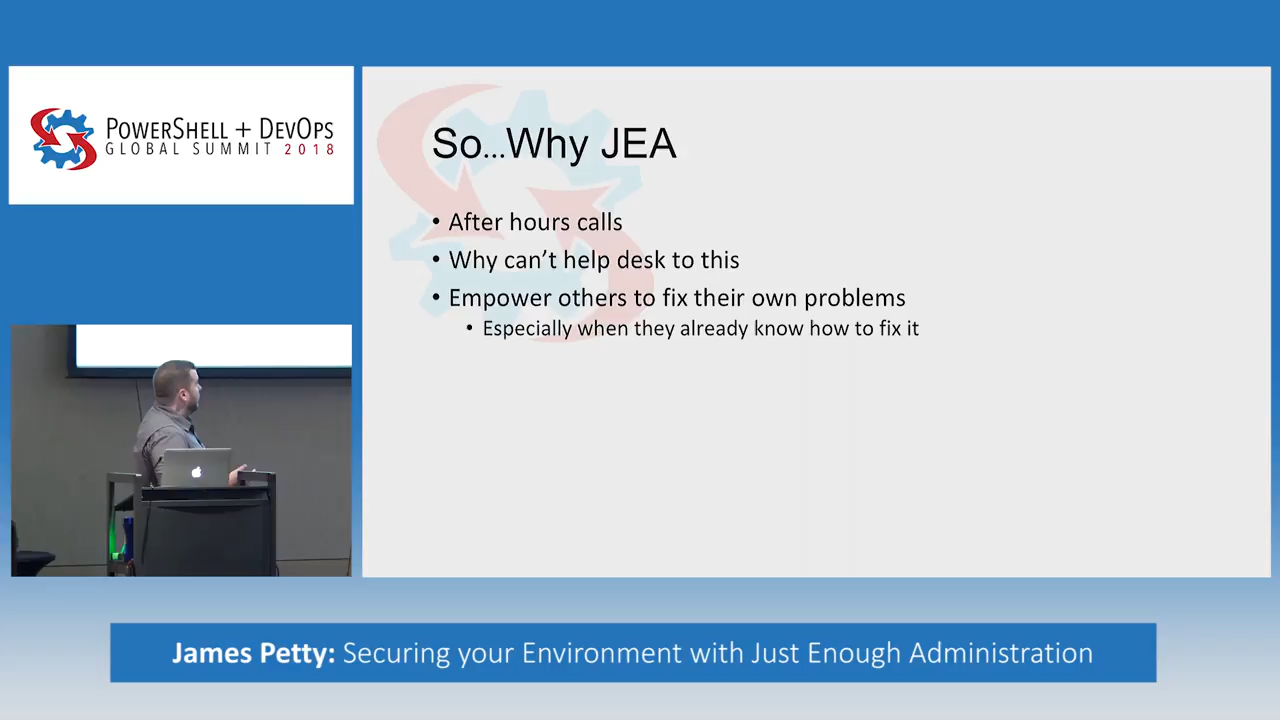 POWERSHELL + DEVOPS
GLOBAL SUMMIT 2018
So...Why JEA
• After hours calls
• Why can't help desk to this
• Empower others to fix their own problems
• Especially when they already know how to fix it
James Petty: Securing your Environment with Just Enough Administration